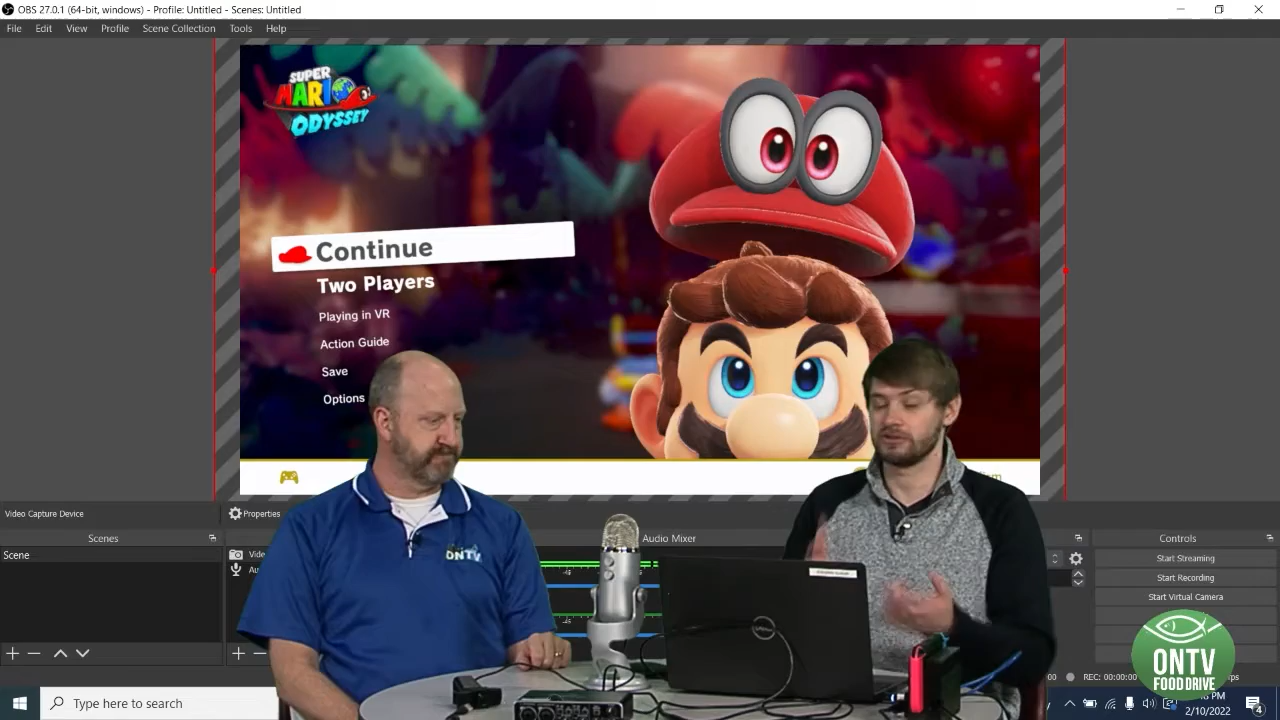 OBS 27.0.1 (64-bit, windows) - Profile: Untitled - Scenes: Untitled
File Edit View Profile Scene Collection Tools Help
SUPER
MARIO
ODYSSEY
Continue
Two Players
Playing in VR
Action Guide
Save
Options
Video Capture Device
Properties
Scenes
Audio Mixer
Controls
Scene
Start Streaming
Start Recording
Start Virtual Camera
ONTV
ONTV
FOOD DRIVE
REC: 00:00:00
Type here to search
PM
2/10/2022
4